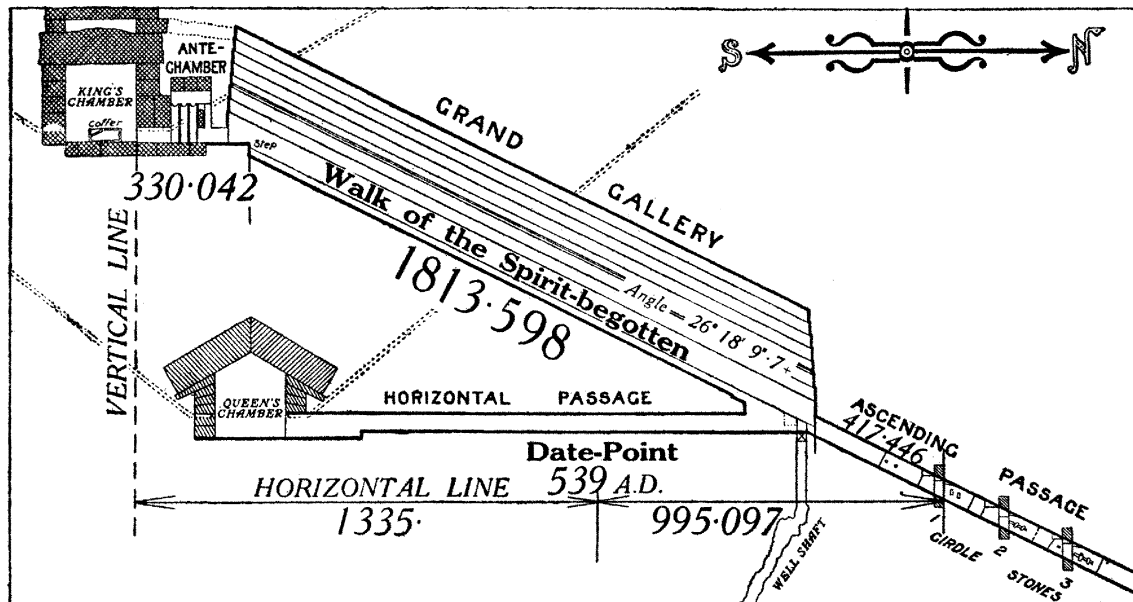 S
N
ANTE-
CHAMBER
KING'S
CHAMBER
Coffer
Step
GRAND
GALLERY
330·042
Walk of the Spirit-begotten
1813·598
Angle = 26° 18' 9"·7+
VERTICAL LINE
QUEEN'S
CHAMBER
HORIZONTAL PASSAGE
ASCENDING
417·446
PASSAGE
Date-Point
539 A.D.
HORIZONTAL LINE
1335·
995·097
WELL SHAFT
1
2
3
GIRDLE
STONES